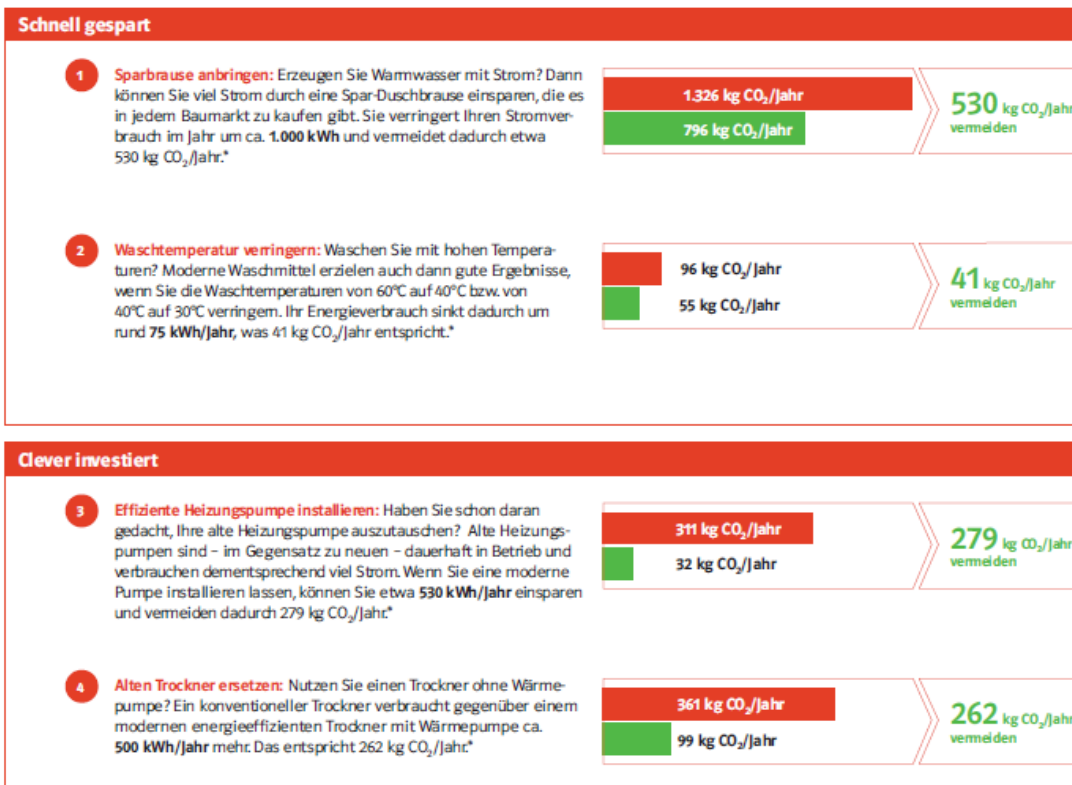 Schnell gespart
1
Sparbrause anbringen: Erzeugen Sie Warmwasser mit Strom? Dann
können Sie viel Strom durch eine Spar-Duschbrause einsparen, die es
in jedem Baumarkt zu kaufen gibt. Sie verringert Ihren Stromver-
brauch im Jahr um ca. 1.000 kWh und vermeidet dadurch etwa
530 kg CO₂/Jahr.*
1.326 kg CO₂/Jahr
796 kg CO₂/Jahr
530 kg CO₂/Jahr
vermeiden
2
Waschtemperatur verringern: Waschen Sie mit hohen Tempera-
turen? Moderne Waschmittel erzielen auch dann gute Ergebnisse,
wenn Sie die Waschtemperaturen von 60°C auf 40°C bzw. von
40°C auf 30°C verringern. Ihr Energieverbrauch sinkt dadurch um
rund 75 kWh/Jahr, was 41 kg CO₂/Jahr entspricht.*
96 kg CO₂/Jahr
55 kg CO₂/Jahr
41 kg CO₂/Jahr
vermeiden
Clever investiert
3
Effiziente Heizungspumpe installieren: Haben Sie schon daran
gedacht, Ihre alte Heizungspumpe auszutauschen? Alte Heizungs-
pumpen sind – im Gegensatz zu neuen – dauerhaft in Betrieb und
verbrauchen dementsprechend viel Strom. Wenn Sie eine moderne
Pumpe installieren lassen, können Sie etwa 530 kWh/Jahr einsparen
und vermeiden dadurch 279 kg CO₂/Jahr.*
311 kg CO₂/Jahr
32 kg CO₂/Jahr
279 kg CO₂/Jahr
vermeiden
4
Alten Trockner ersetzen: Nutzen Sie einen Trockner ohne Wärme-
pumpe? Ein konventioneller Trockner verbraucht gegenüber einem
modernen energieeffizienten Trockner mit Wärmepumpe ca.
500 kWh/Jahr mehr. Das entspricht 262 kg CO₂/Jahr.*
361 kg CO₂/Jahr
99 kg CO₂/Jahr
262 kg CO₂/Jahr
vermeiden